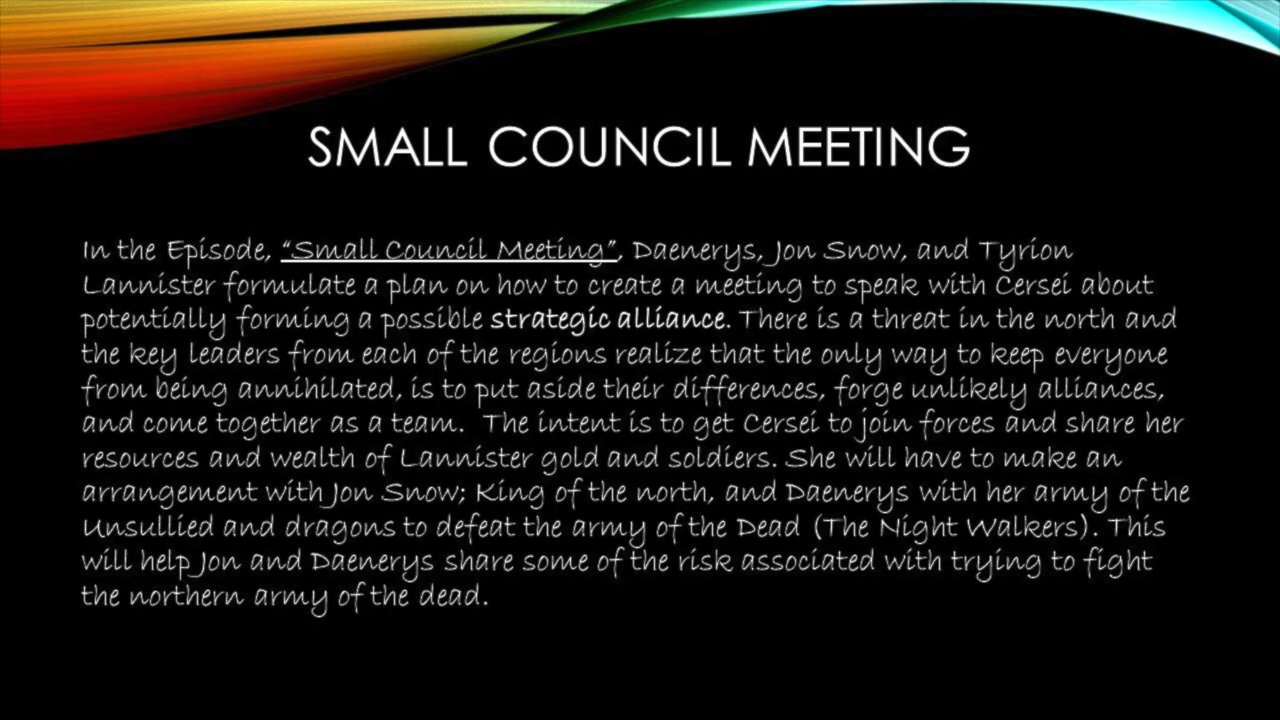 SMALL COUNCIL MEETING
In the Episode, “Small Council Meeting”, Daenerys, Jon Snow, and Tyrion
Lannister formulate a plan on how to create a meeting to speak with Cersei about
potentially forming a possible strategic alliance. There is a threat in the north and
the key leaders from each of the regions realize that the only way to keep everyone
from being annihilated, is to put aside their differences, forge unlikely alliances,
and come together as a team.  The intent is to get Cersei to join forces and share her
resources and wealth of Lannister gold and soldiers. She will have to make an
arrangement with Jon Snow; King of the north, and Daenerys with her army of the
Unsullied and dragons to defeat the army of the Dead (The Night Walkers). This
will help Jon and Daenerys share some of the risk associated with trying to fight
the northern army of the dead.